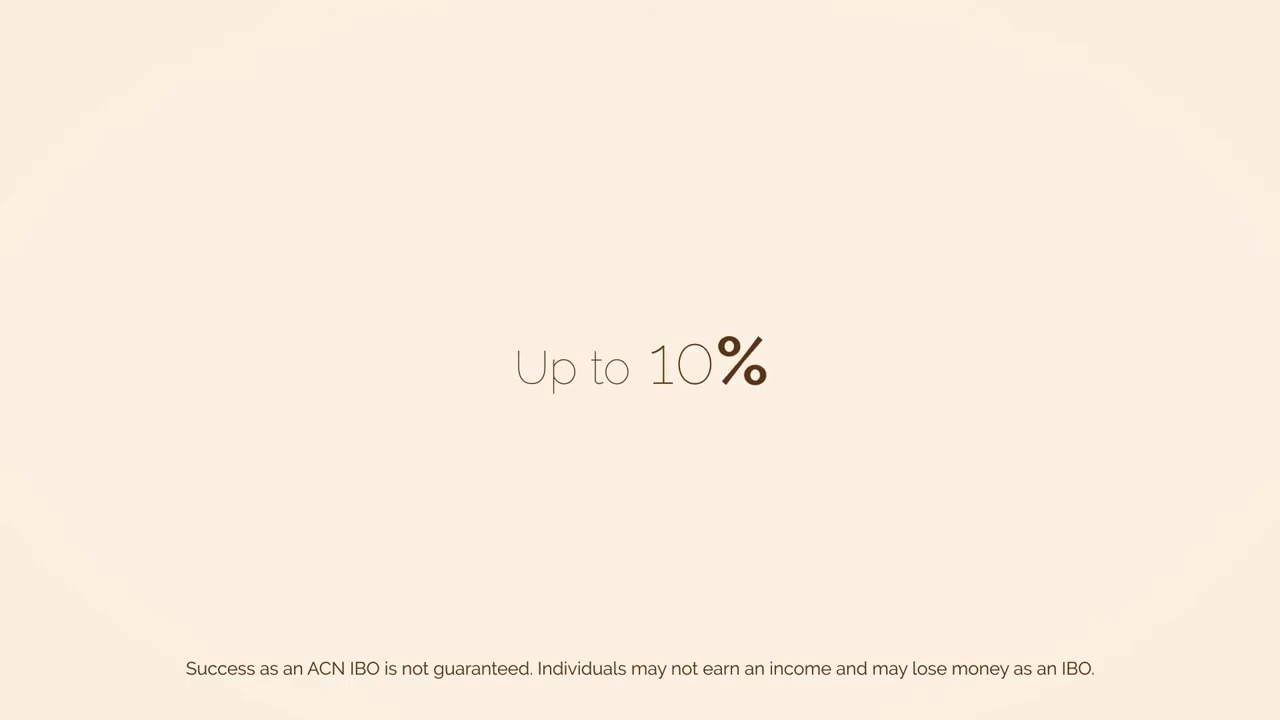 Up to 10%
Success as an ACN IBO is not guaranteed. Individuals may not earn an income and may lose money as an IBO.